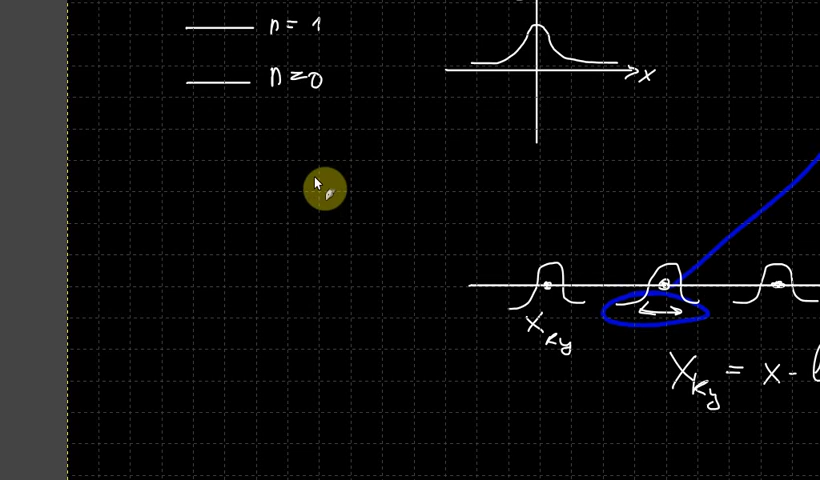 n = 1
n = 0
x
X_ky
X_ky = x -